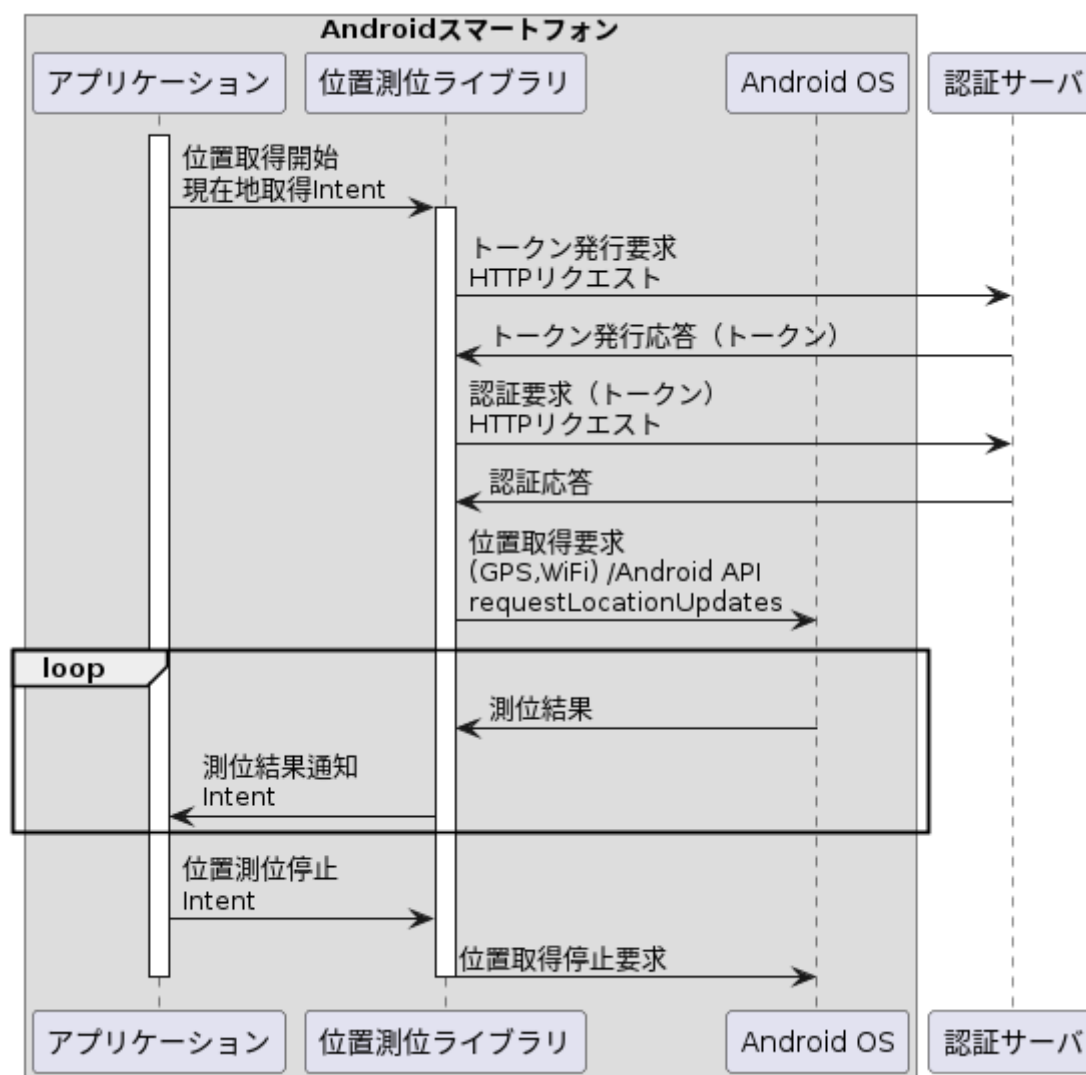 Androidスマートフォン
アプリケーション
位置測位ライブラリ
Android OS
認証サーバ
位置取得開始
現在地取得Intent
トークン発行要求
HTTPリクエスト
トークン発行応答（トークン）
認証要求（トークン）
HTTPリクエスト
認証応答
位置取得要求
(GPS,WiFi) /Android API
requestLocationUpdates
loop
測位結果
測位結果通知
Intent
位置測位停止
Intent
位置取得停止要求
アプリケーション
位置測位ライブラリ
Android OS
認証サーバ